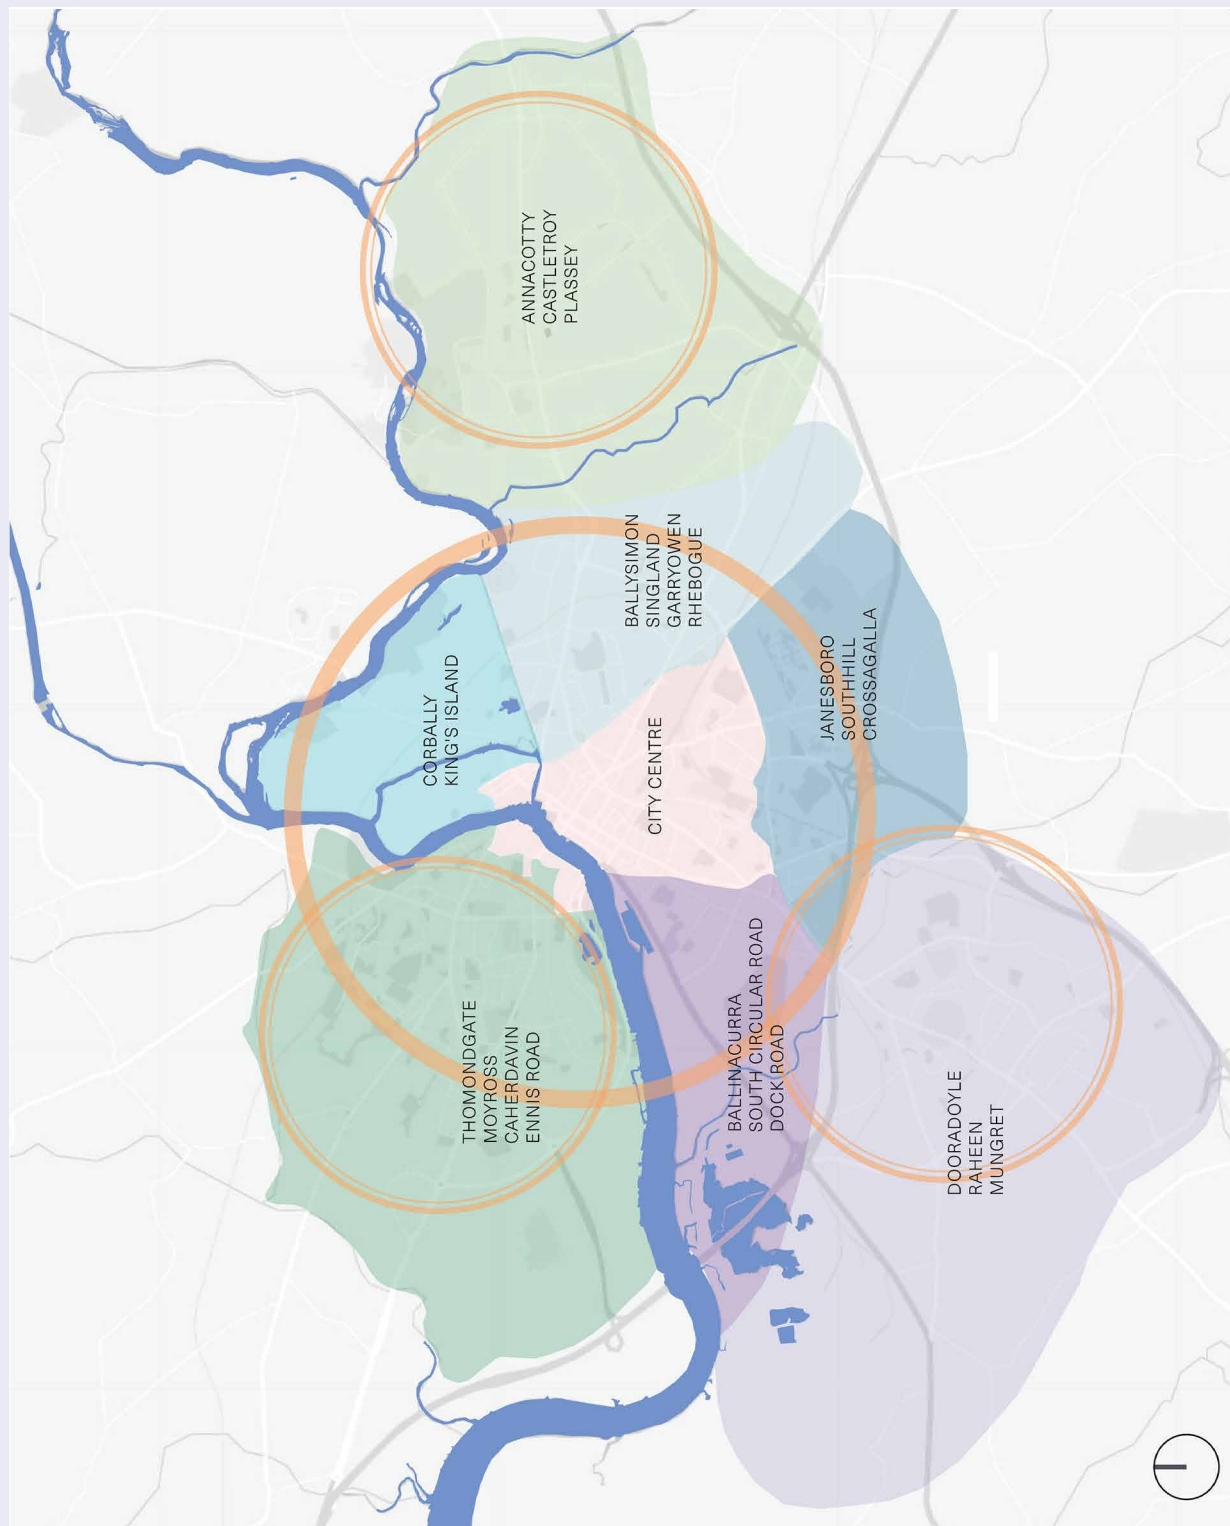 ANNACOTTY
CASTLETROY
PLASSEY
BALLYSIMON
SINGLAND
GARRYOWEN
RHEBOGUE
CORBALLY
KING'S ISLAND
CITY CENTRE
JANESBORO
SOUTHHILL
CROSSAGALLA
THOMONDGATE
MOYROSS
CAHERDAVIN
ENNIS ROAD
BALLINACURRA
SOUTH CIRCULAR ROAD
DOCK ROAD
DOORADOYLE
RAHEEN
MUNGRET